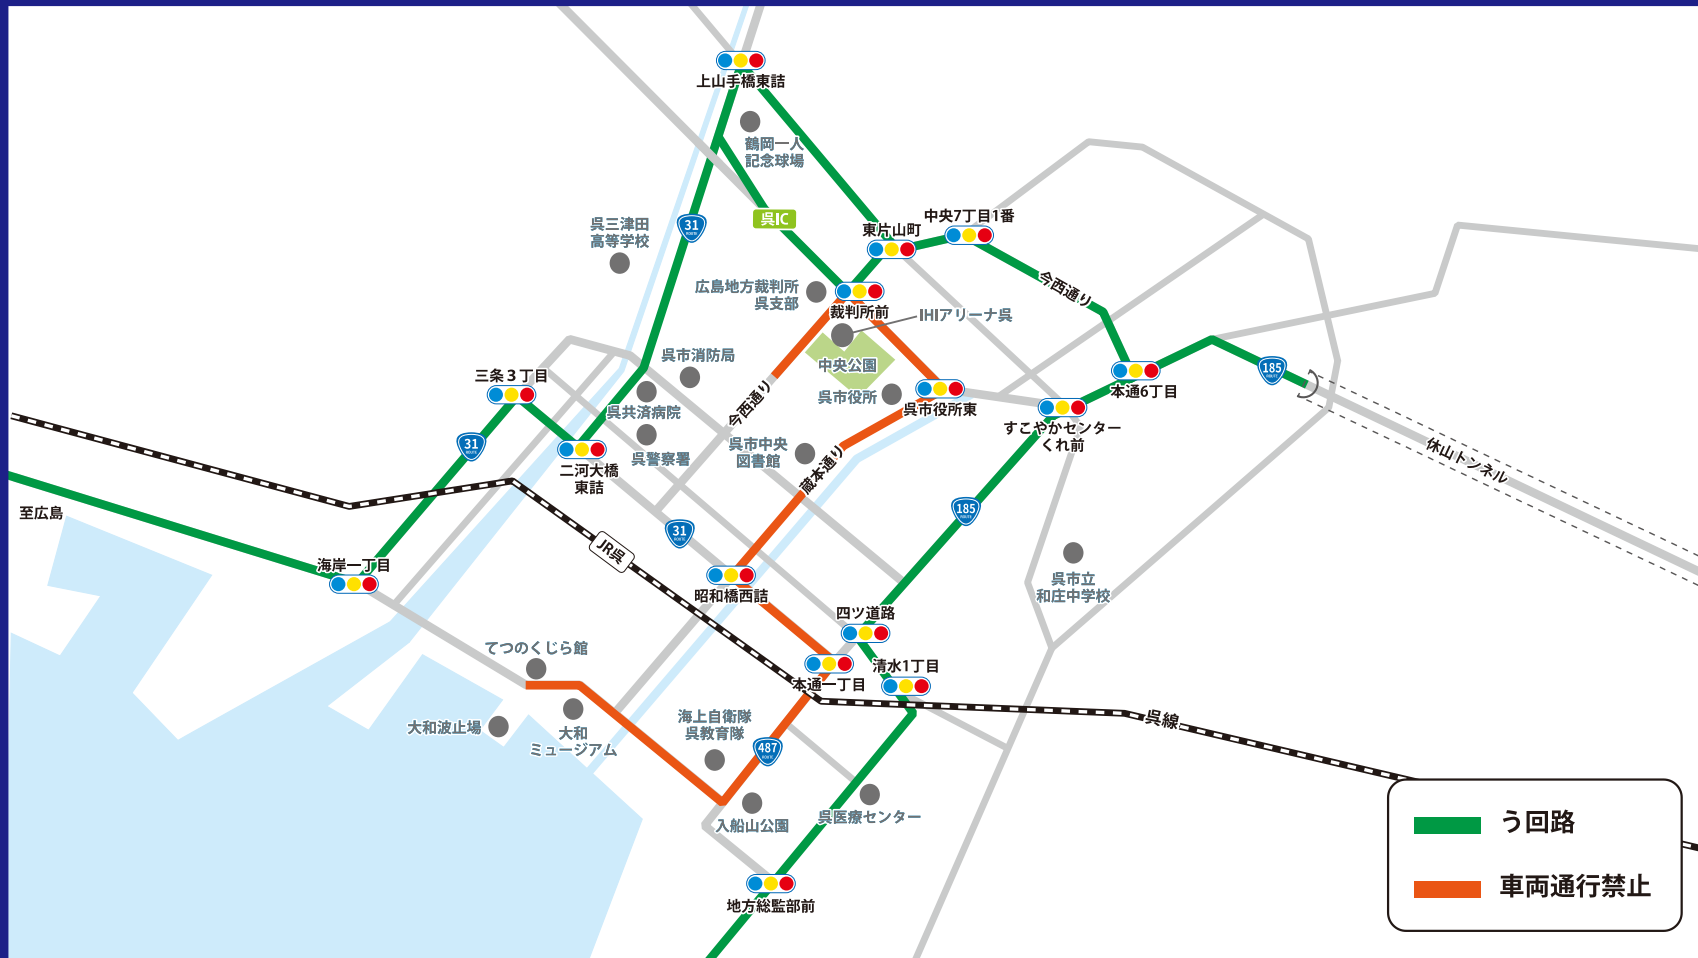 上山手橋東詰
鶴岡一人
記念球場
呉IC
31
ROUTE
呉三津田
高等学校
東片山町
中央7丁目1番
今西通り
広島地方裁判所
呉支部
裁判所前
IHIアリーナ呉
中央公園
呉市消防局
三条３丁目
呉共済病院
呉市役所
呉市役所東
本通6丁目
185
ROUTE
すこやかセンター
くれ前
休山トンネル
今西通り
31
ROUTE
呉市中央
図書館
呉警察署
二河大橋
東詰
蔵本通り
至広島
31
ROUTE
185
ROUTE
JR呉
海岸一丁目
昭和橋西詰
呉市立
和庄中学校
四ツ道路
てつのくじら館
清水1丁目
本通一丁目
大和波止場
大和
ミュージアム
海上自衛隊
呉教育隊
487
ROUTE
呉線
入船山公園
呉医療センター
地方総監部前
う回路
車両通行禁止